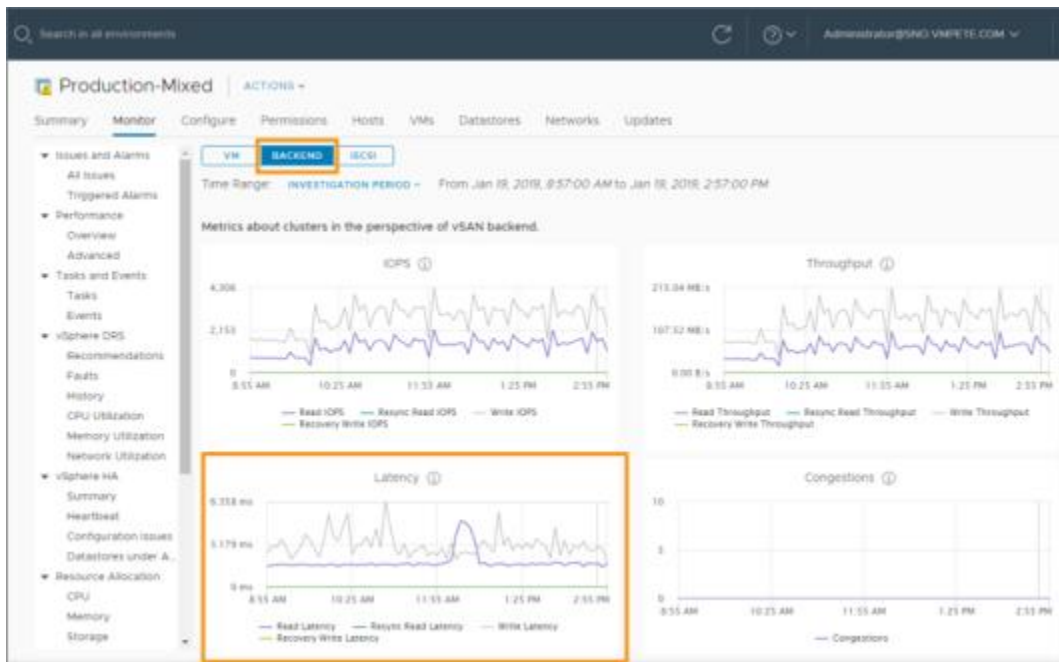 Search in all environments
Administrator@SNO.VMPETE.COM
Production-Mixed ACTIONS
Summary Monitor Configure Permissions Hosts VMs Datastores Networks Updates
Issues and Alarms
All Issues
Triggered Alarms
Performance
Overview
Advanced
Tasks and Events
Tasks
Events
vSphere DRS
Recommendations
Faults
History
CPU Utilization
Memory Utilization
Network Utilization
vSphere HA
Summary
Heartbeat
Configuration Issues
Datastores under A...
Resource Allocation
CPU
Memory
Storage
VM BACKEND ISCSI
Time Range: INVESTIGATION PERIOD From Jan 19, 2019, 8:57:00 AM to Jan 19, 2019, 2:57:00 PM
Metrics about clusters in the perspective of vSAN backend.
IOPS
4,306
2,153
0
8:55 AM 10:25 AM 11:55 AM 1:25 PM 2:55 PM
Read IOPS Resync Read IOPS Write IOPS
Recovery Write IOPS
Throughput
215.04 MB/s
107.52 MB/s
0.00 B/s
8:55 AM 10:25 AM 11:55 AM 1:25 PM 2:55 PM
Read Throughput Resync Read Throughput Write Throughput
Recovery Write Throughput
Latency
6.358 ms
3.179 ms
0 ms
8:55 AM 10:25 AM 11:55 AM 1:25 PM 2:55 PM
Read Latency Resync Read Latency Write Latency
Recovery Write Latency
Congestions
10
5
0
8:55 AM 10:25 AM 11:55 AM 1:25 PM 2:55 PM
Congestions